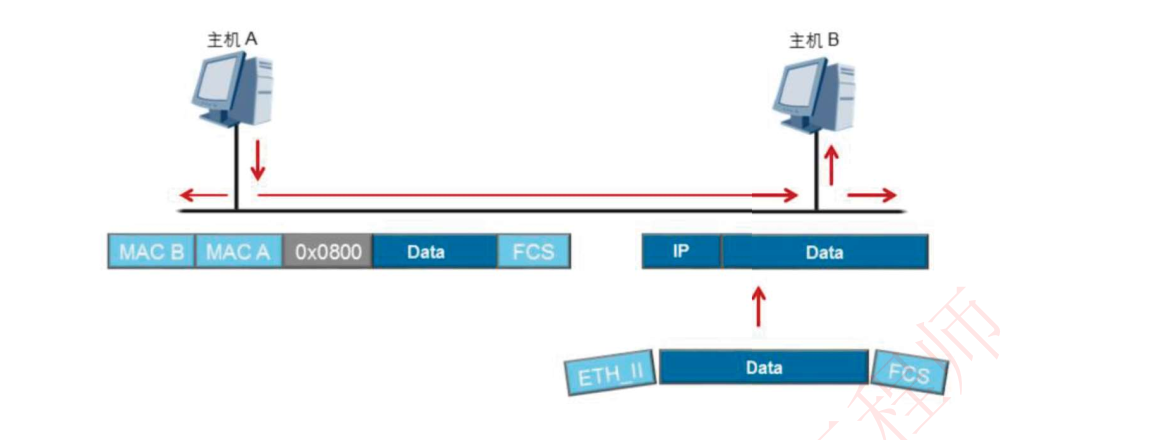 主机 A
主机 B
MAC B MAC A 0x0800 Data FCS
IP Data
ETH_II Data FCS
程师